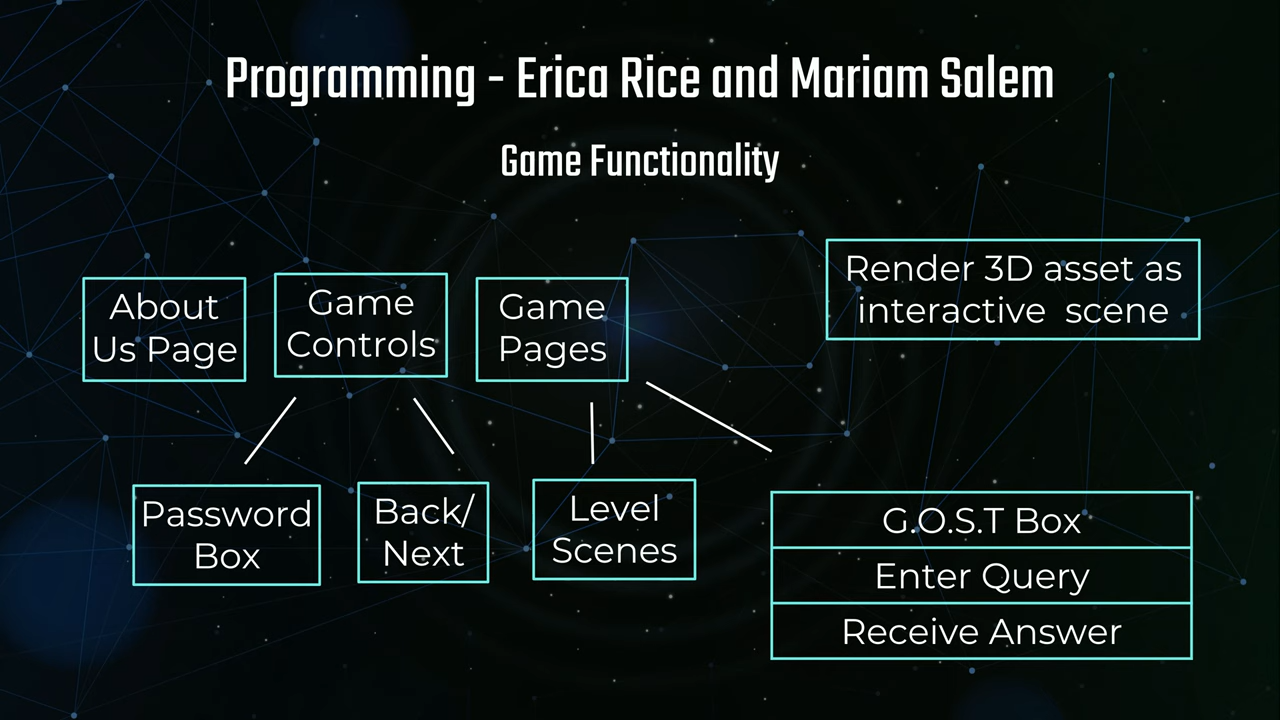 Programming - Erica Rice and Mariam Salem
Game Functionality
About
Us Page
Game
Controls
Game
Pages
Render 3D asset as
interactive scene
Password
Box
Back/
Next
Level
Scenes
G.O.S.T Box
Enter Query
Receive Answer